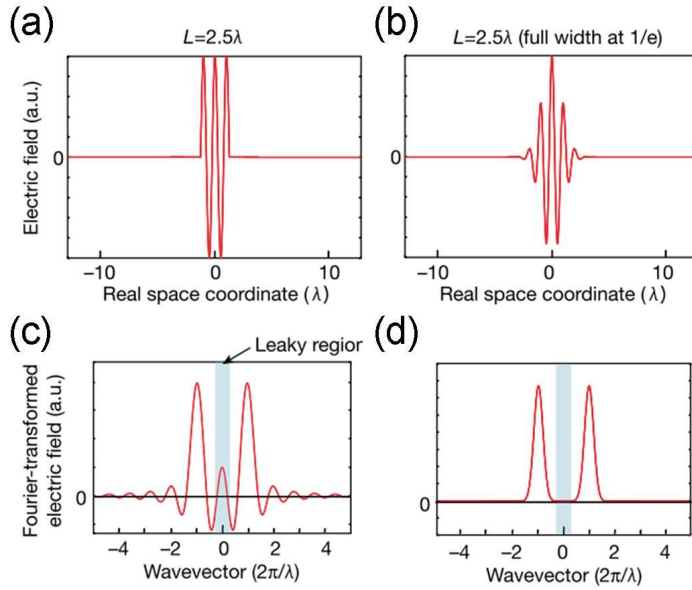 (a)
L=2.5λ
Electric field (a.u.)
0
−10
0
10
Real space coordinate (λ)
(b)
L=2.5λ (full width at 1/e)
0
−10
0
10
Real space coordinate (λ)
(c)
Leaky region
Fourier-transformed
electric field (a.u.)
0
−4
−2
0
2
4
Wavevector (2π/λ)
(d)
0
−4
−2
0
2
4
Wavevector (2π/λ)